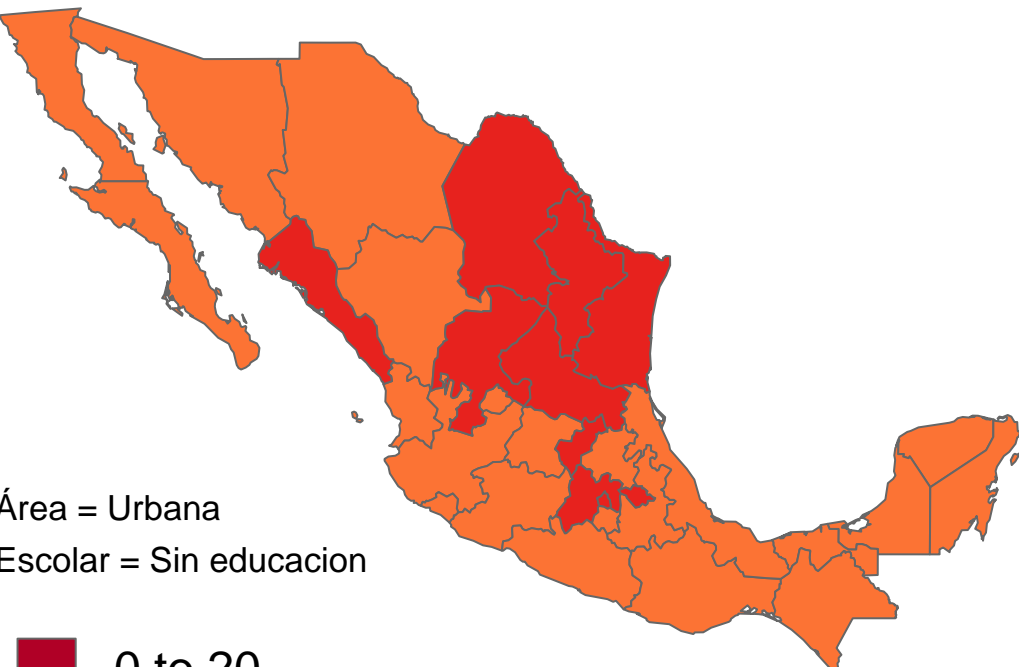 Área = Urbana
Escolar = Sin educacion
0 to 20